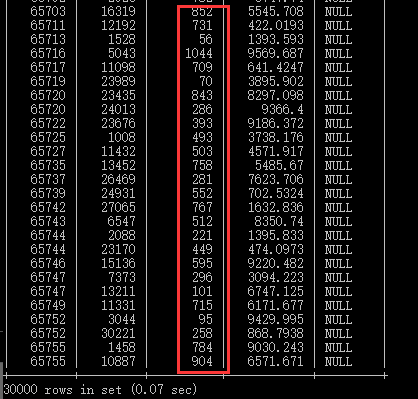 65703 16319 852 5545.708 NULL
65711 12192 731 422.0193 NULL
65713 1528 56 1393.593 NULL
65716 5043 1044 9569.687 NULL
65717 11098 709 641.4247 NULL
65719 23989 70 3895.902 NULL
65720 23435 843 8297.098 NULL
65720 24013 286 9366.4 NULL
65722 23676 393 9186.372 NULL
65725 1008 493 3738.176 NULL
65727 11432 503 4571.917 NULL
65735 13452 758 5485.67 NULL
65737 26469 281 7623.706 NULL
65739 24931 552 702.5324 NULL
65742 27065 767 1632.836 NULL
65743 6547 512 8350.74 NULL
65744 2088 221 1395.833 NULL
65744 23170 449 474.0973 NULL
65746 15136 595 9220.482 NULL
65747 7373 296 3094.223 NULL
65747 13211 101 6747.125 NULL
65749 11331 715 6171.677 NULL
65752 3044 95 9429.995 NULL
65752 30221 258 868.7938 NULL
65755 1458 784 9030.243 NULL
65755 10887 904 6571.671 NULL
30000 rows in set (0.07 sec)